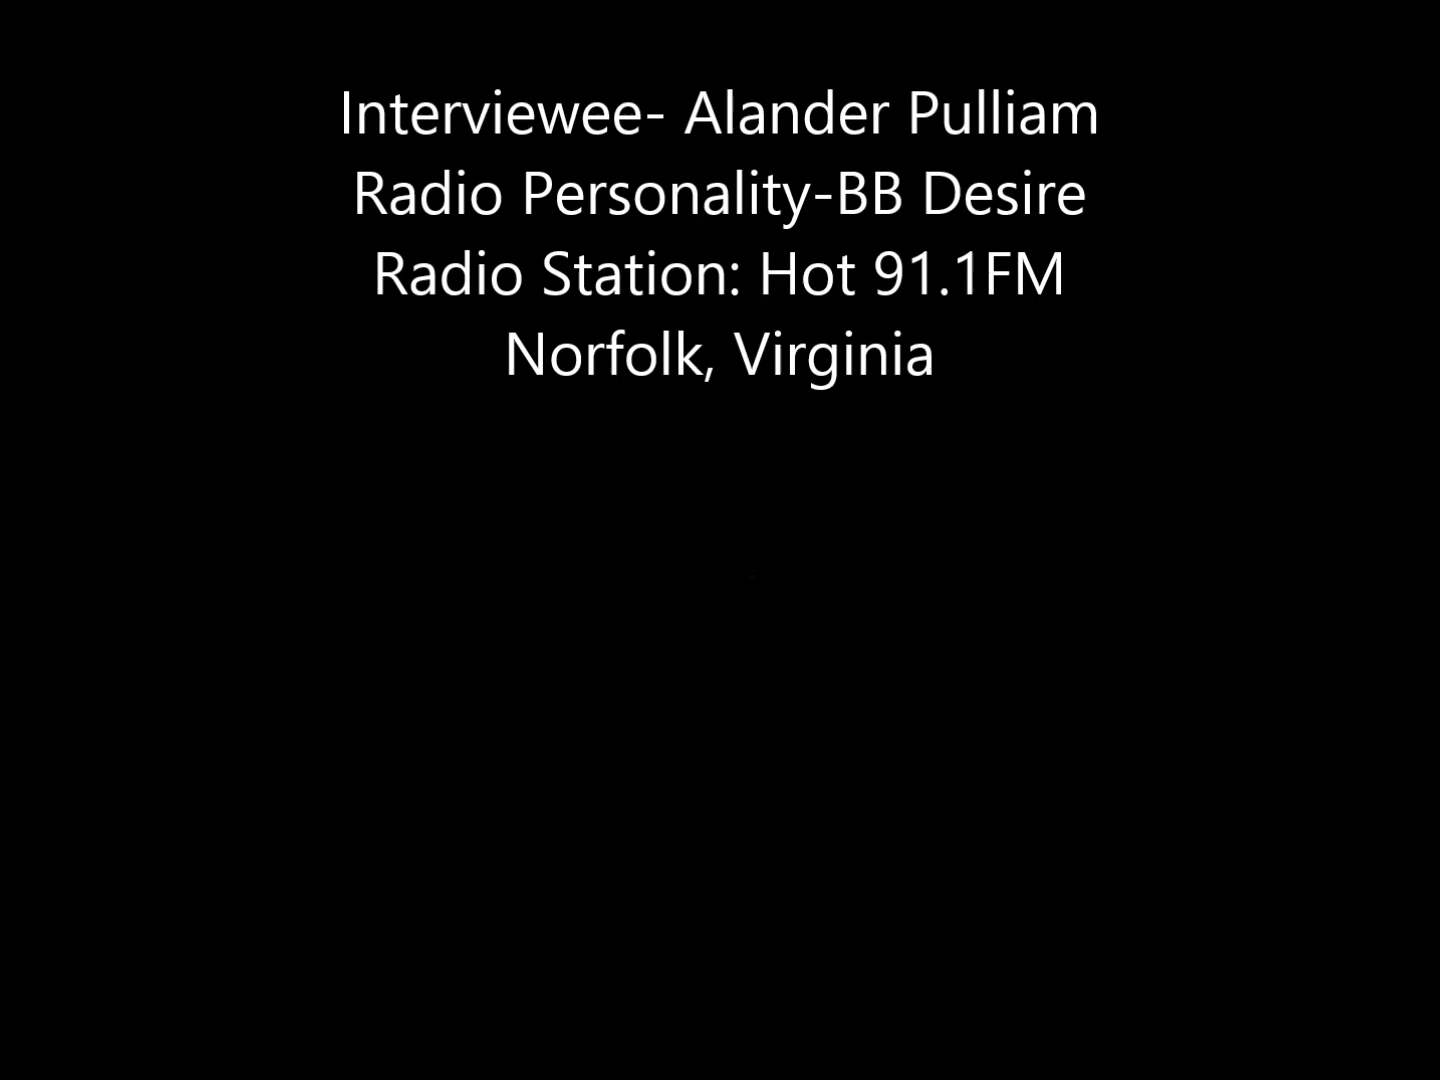 Interviewee- Alander Pulliam
Radio Personality-BB Desire
Radio Station: Hot 91.1FM
Norfolk, Virginia